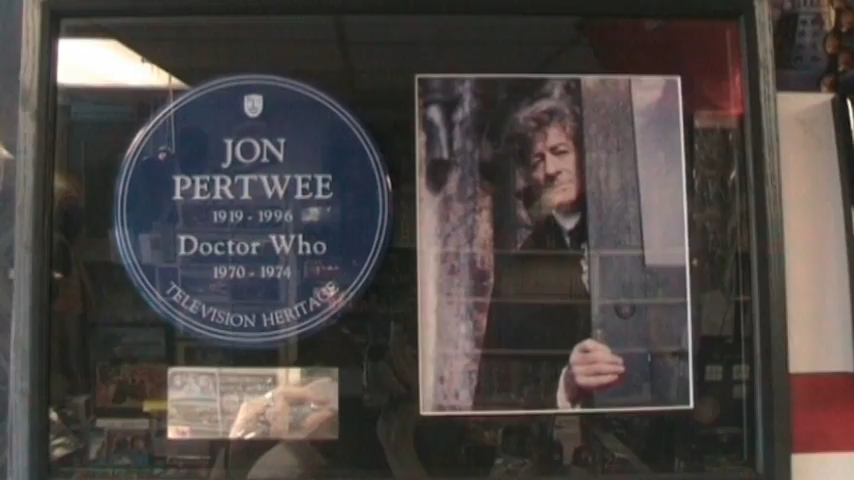 JON
PERTWEE
1919 - 1996
Doctor Who
1970 - 1974
TELEVISION HERITAGE